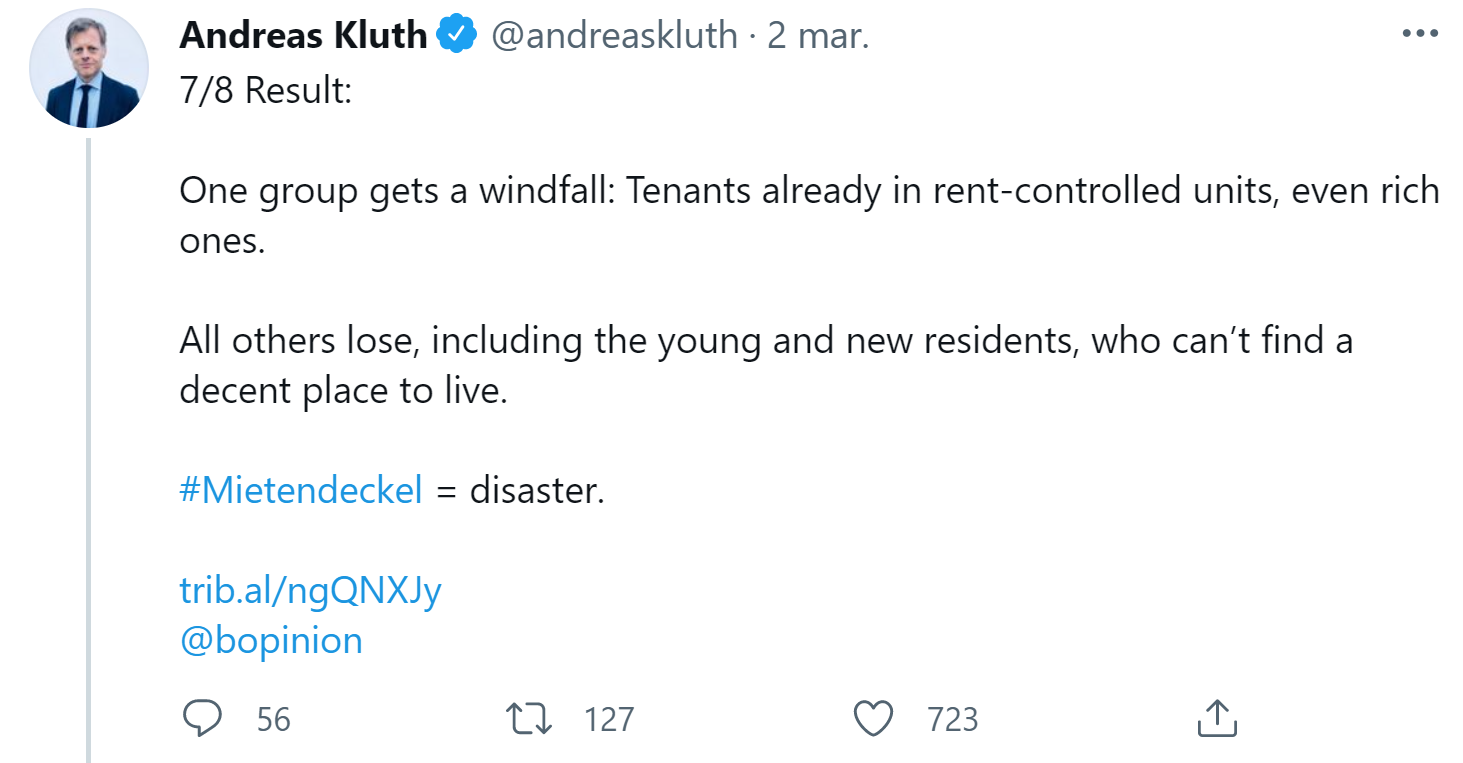 Andreas Kluth @andreaskluth · 2 mar.
7/8 Result:
One group gets a windfall: Tenants already in rent-controlled units, even rich
ones.
All others lose, including the young and new residents, who can’t find a
decent place to live.
#Mietendeckel = disaster.
trib.al/ngQNXJy
@bopinion
56 127 723